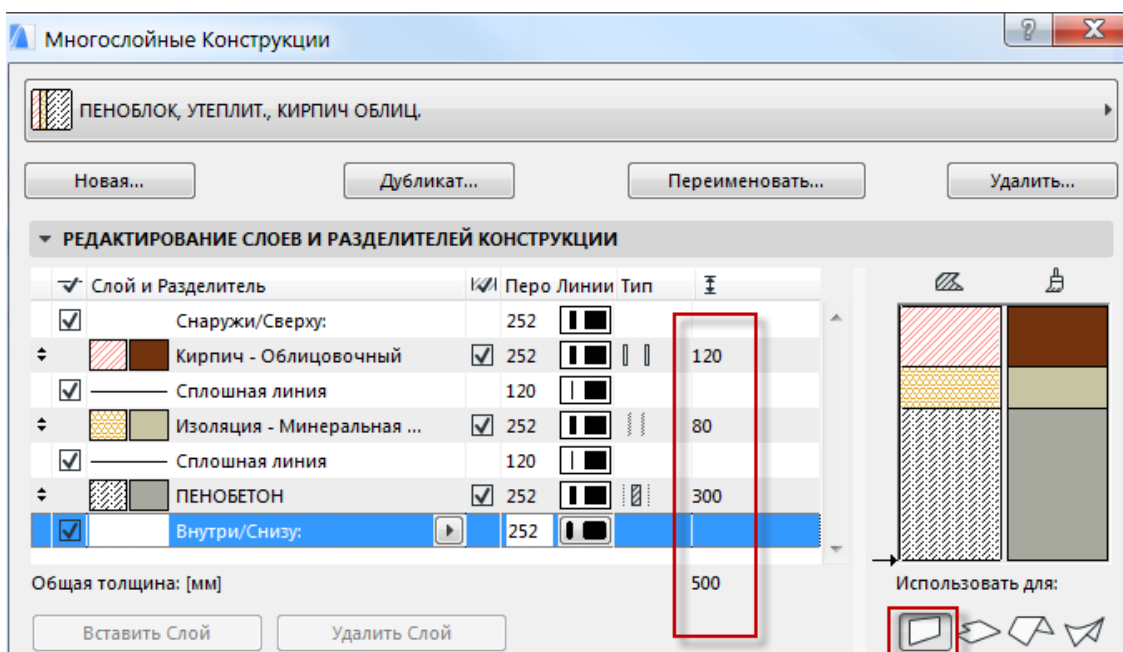 Многослойные Конструкции
ПЕНОБЛОК, УТЕПЛИТ., КИРПИЧ ОБЛИЦ.
Новая... Дубликат... Переименовать... Удалить...
РЕДАКТИРОВАНИЕ СЛОЕВ И РАЗДЕЛИТЕЛЕЙ КОНСТРУКЦИИ
Слой и Разделитель Перо Линии Тип
Снаружи/Сверху: 252
Кирпич - Облицовочный 252 120
Сплошная линия 120
Изоляция - Минеральная ... 252 80
Сплошная линия 120
ПЕНОБЕТОН 252 300
Внутри/Снизу: 252
Общая толщина: [мм] 500
Использовать для:
Вставить Слой Удалить Слой